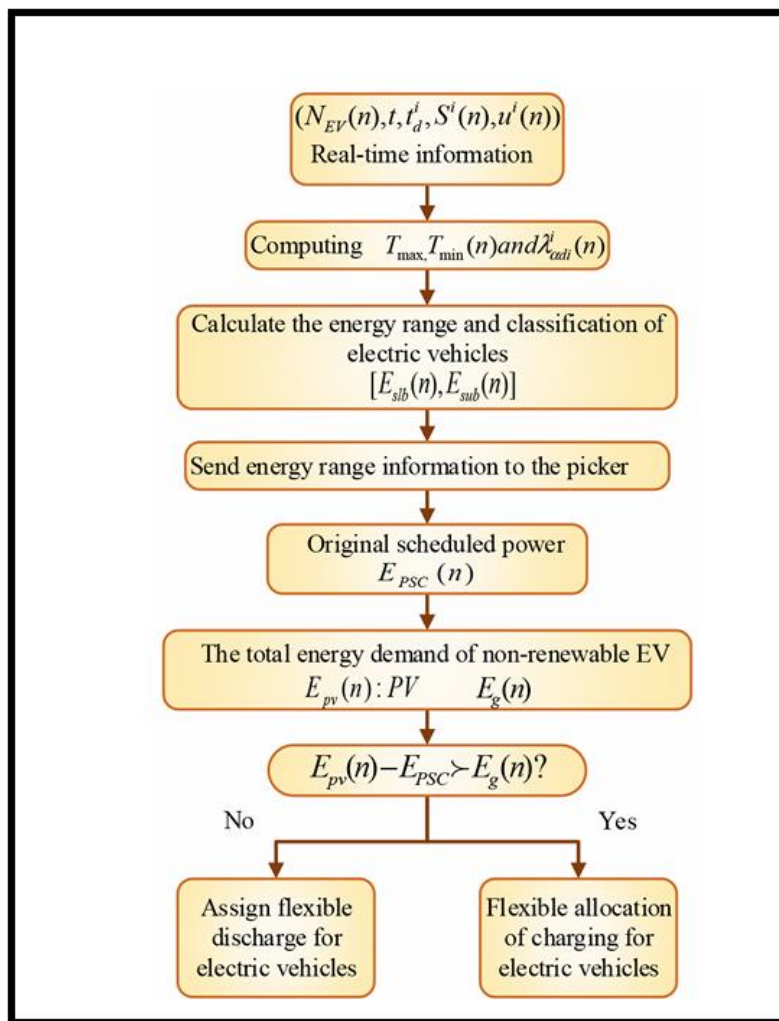 (N_EV(n),t,t_d^i,S^i(n),u^i(n))
Real-time information
Computing T_max,T_min(n)andλ_αdi^i(n)
Calculate the energy range and classification of
electric vehicles
[E_slb(n),E_sub(n)]
Send energy range information to the picker
Original scheduled power
E_PSC (n)
The total energy demand of non-renewable EV
E_pv(n):PV E_g(n)
E_pv(n)−E_PSC≻E_g(n)?
No Yes
Assign flexible
discharge for
electric vehicles
Flexible allocation
of charging for
electric vehicles